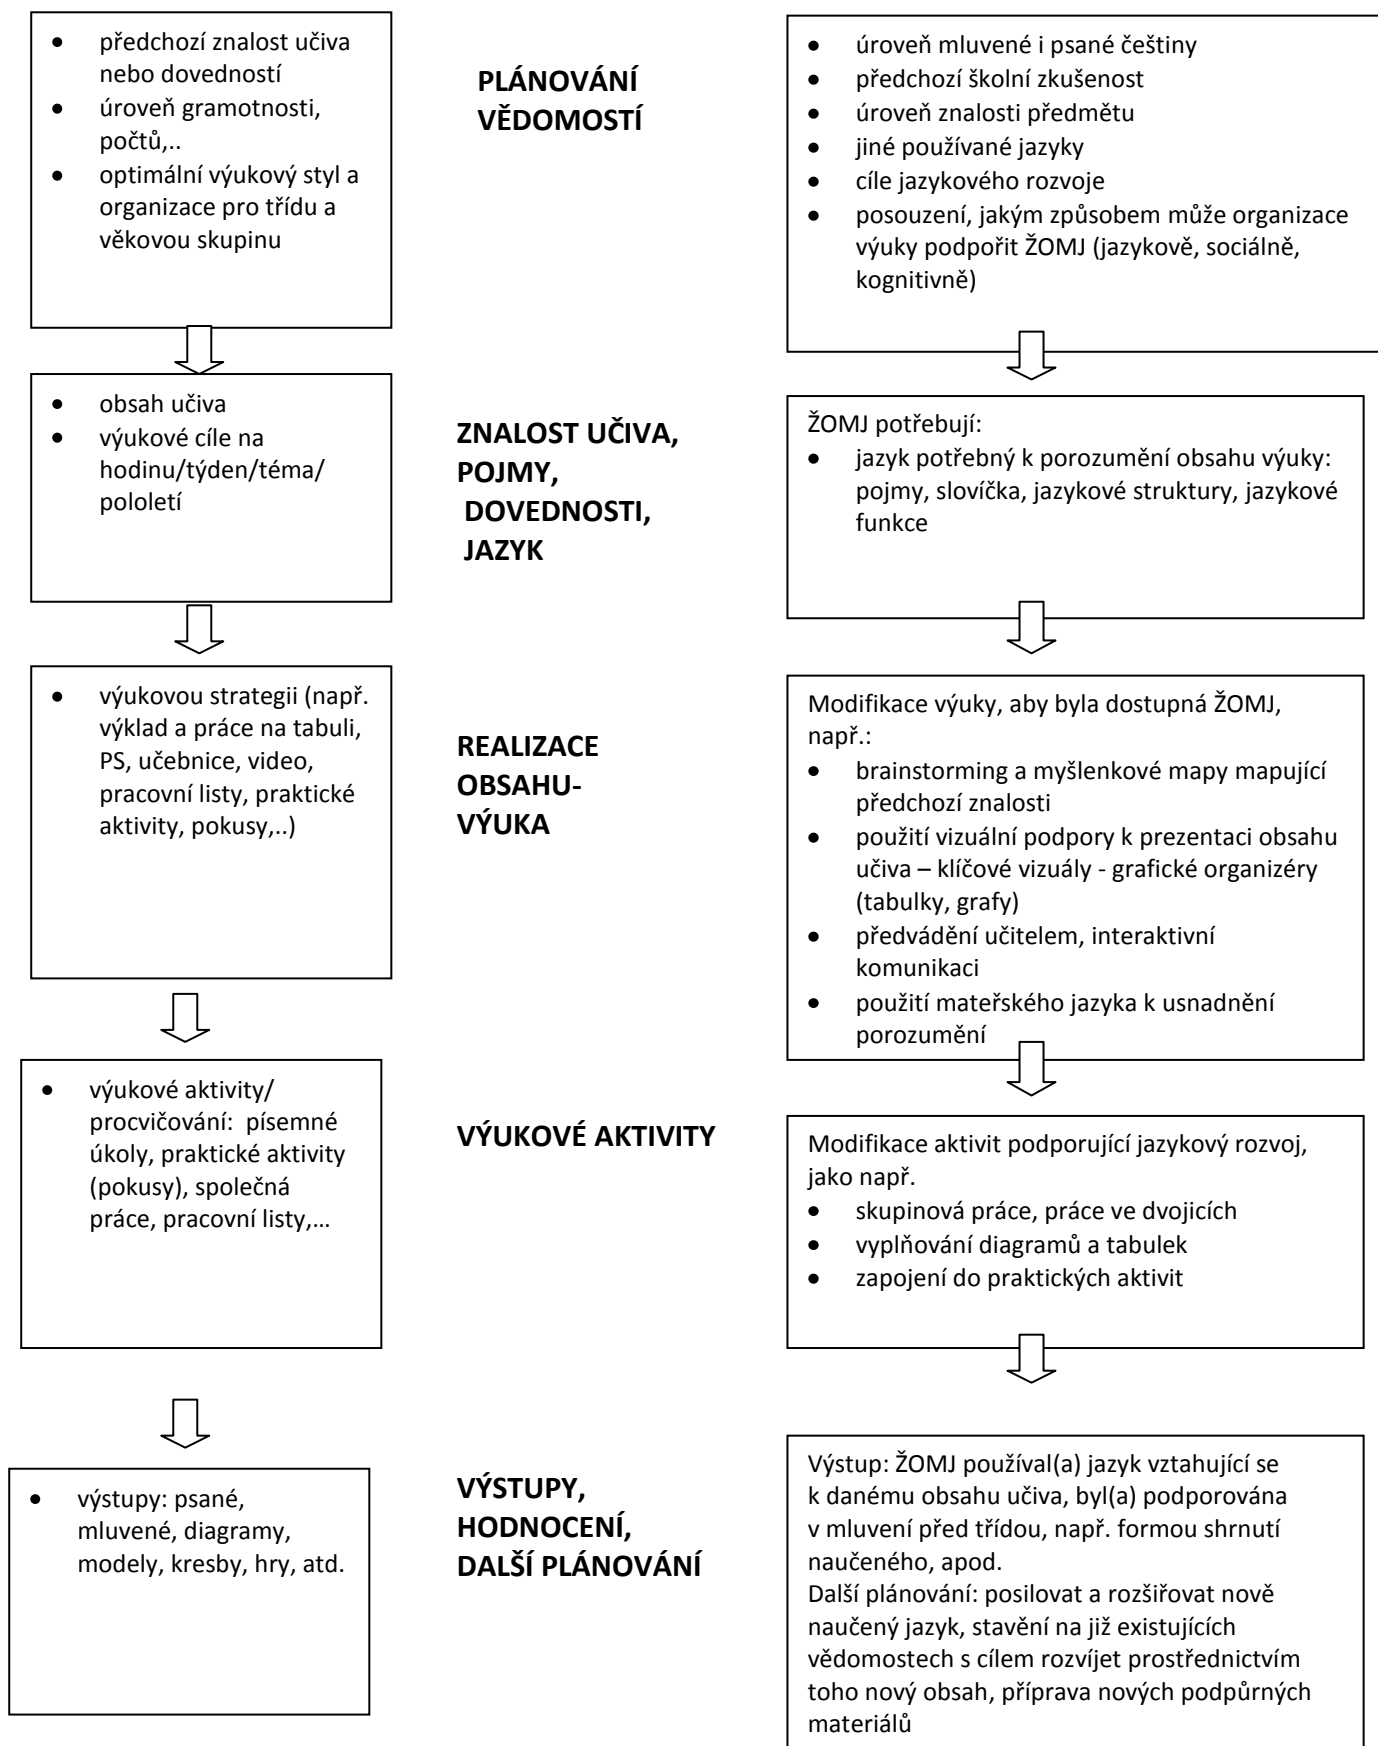 • předchozí znalost učiva
nebo dovedností
• úroveň gramotnosti,
počtů,..
• optimální výukový styl a
organizace pro třídu a
věkovou skupinu
PLÁNOVÁNÍ
VĚDOMOSTÍ
• úroveň mluvené i psané češtiny
• předchozí školní zkušenost
• úroveň znalosti předmětu
• jiné používané jazyky
• cíle jazykového rozvoje
• posouzení, jakým způsobem může organizace
výuky podpořit ŽOMJ (jazykově, sociálně,
kognitivně)
• obsah učiva
• výukové cíle na
hodinu/týden/téma/
pololetí
ZNALOST UČIVA,
POJMY,
DOVEDNOSTI,
JAZYK
ŽOMJ potřebují:
• jazyk potřebný k porozumění obsahu výuky:
pojmy, slovíčka, jazykové struktury, jazykové
funkce
• výukovou strategii (např.
výklad a práce na tabuli,
PS, učebnice, video,
pracovní listy, praktické
aktivity, pokusy,..)
REALIZACE
OBSAHU-
VÝUKA
Modifikace výuky, aby byla dostupná ŽOMJ,
např.:
• brainstorming a myšlenkové mapy mapující
předchozí znalosti
• použití vizuální podpory k prezentaci obsahu
učiva – klíčové vizuály - grafické organizéry
(tabulky, grafy)
• předvádění učitelem, interaktivní
komunikaci
• použití mateřského jazyka k usnadnění
porozumění
• výukové aktivity/
procvičování: písemné
úkoly, praktické aktivity
(pokusy), společná
práce, pracovní listy,…
VÝUKOVÉ AKTIVITY
Modifikace aktivit podporující jazykový rozvoj,
jako např.
• skupinová práce, práce ve dvojicích
• vyplňování diagramů a tabulek
• zapojení do praktických aktivit
• výstupy: psané,
mluvené, diagramy,
modely, kresby, hry, atd.
VÝSTUPY,
HODNOCENÍ,
DALŠÍ PLÁNOVÁNÍ
Výstup: ŽOMJ používal(a) jazyk vztahující se
k danému obsahu učiva, byl(a) podporována
v mluvení před třídou, např. formou shrnutí
naučeného, apod.
Další plánování: posilovat a rozšiřovat nově
naučený jazyk, stavění na již existujících
vědomostech s cílem rozvíjet prostřednictvím
toho nový obsah, příprava nových podpůrných
materiálů